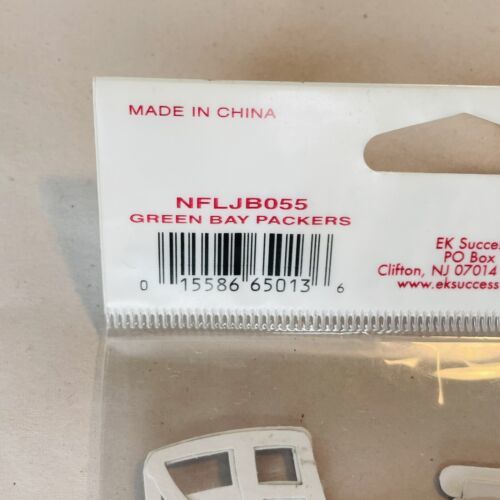 MADE IN CHINA
NFLJB055
GREEN BAY PACKERS
0 15586 65013 6
EK Succe
PO Box
Clifton, NJ 07014
www.eksuccess